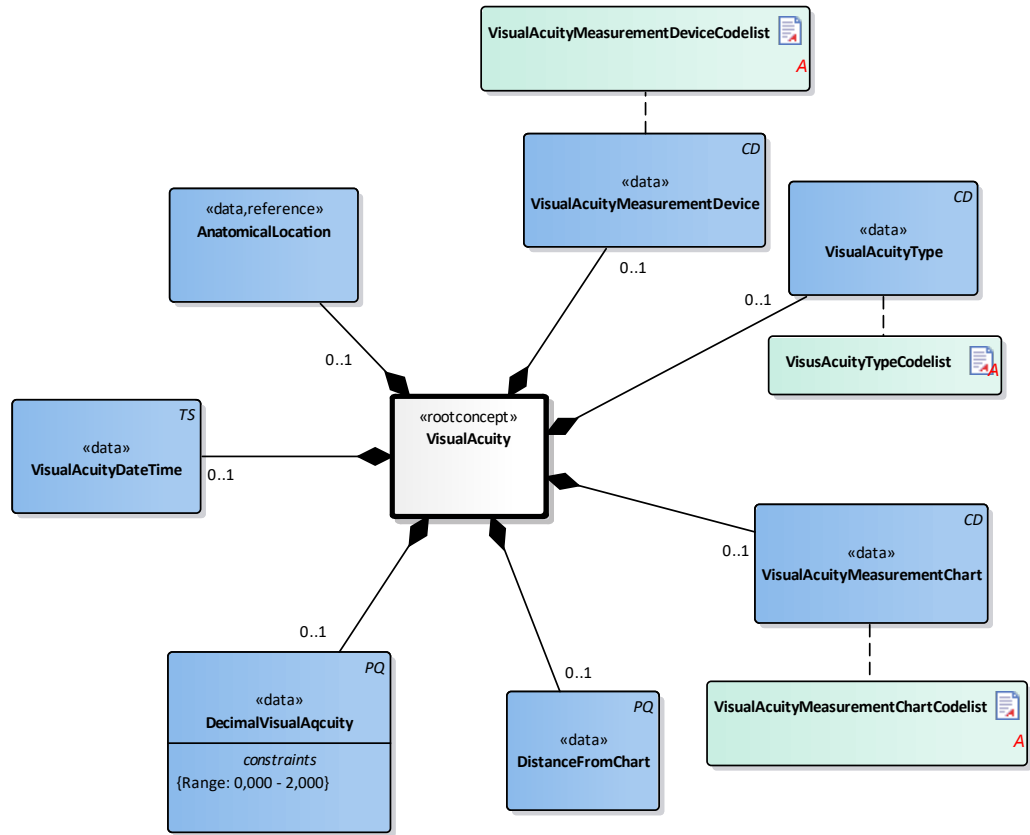 VisualAcuityMeasurementDeviceCodelist
A
CD
«data»
VisualAcuityMeasurementDevice
0..1
CD
«data»
VisualAcuityType
0..1
VisusAcuityTypeCodelist
A
«data,reference»
AnatomicalLocation
0..1
«rootconcept»
VisualAcuity
TS
«data»
VisualAcuityDateTime
0..1
CD
«data»
VisualAcuityMeasurementChart
0..1
VisualAcuityMeasurementChartCodelist
A
PQ
«data»
DecimalVisualAqcuity
constraints
{Range: 0,000 - 2,000}
0..1
PQ
«data»
DistanceFromChart
0..1